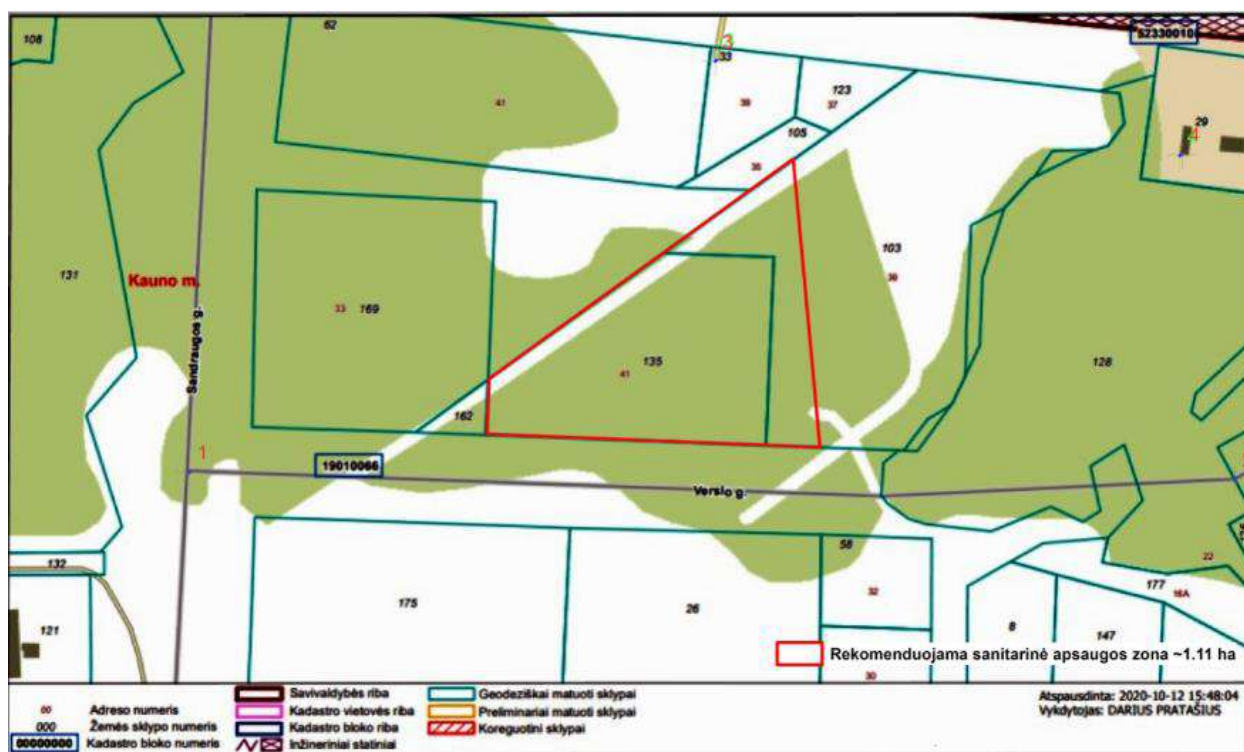 108
62
3
33
52330010
41
39
123
37
105
29
4
36
131
Kauno m.
Sandraugos g.
33 169
103
39
135
41
128
162
1
19010066
Verslo g.
58
132
22
177
16A
175
26
32
121
8
147
30
Rekomenduojama sanitarinė apsaugos zona ~1.11 ha
00 Adreso numeris
000 Žemės sklypo numeris
00000000 Kadastro bloko numeris
Savivaldybės riba
Kadastro vietovės riba
Kadastro bloko riba
Inžineriniai statiniai
Geodeziškai matuoti sklypai
Preliminariai matuoti sklypai
Koreguotini sklypai
Atspausdinta: 2020-10-12 15:48:04
Vykdytojas: DARIUS PRATAŠIUS